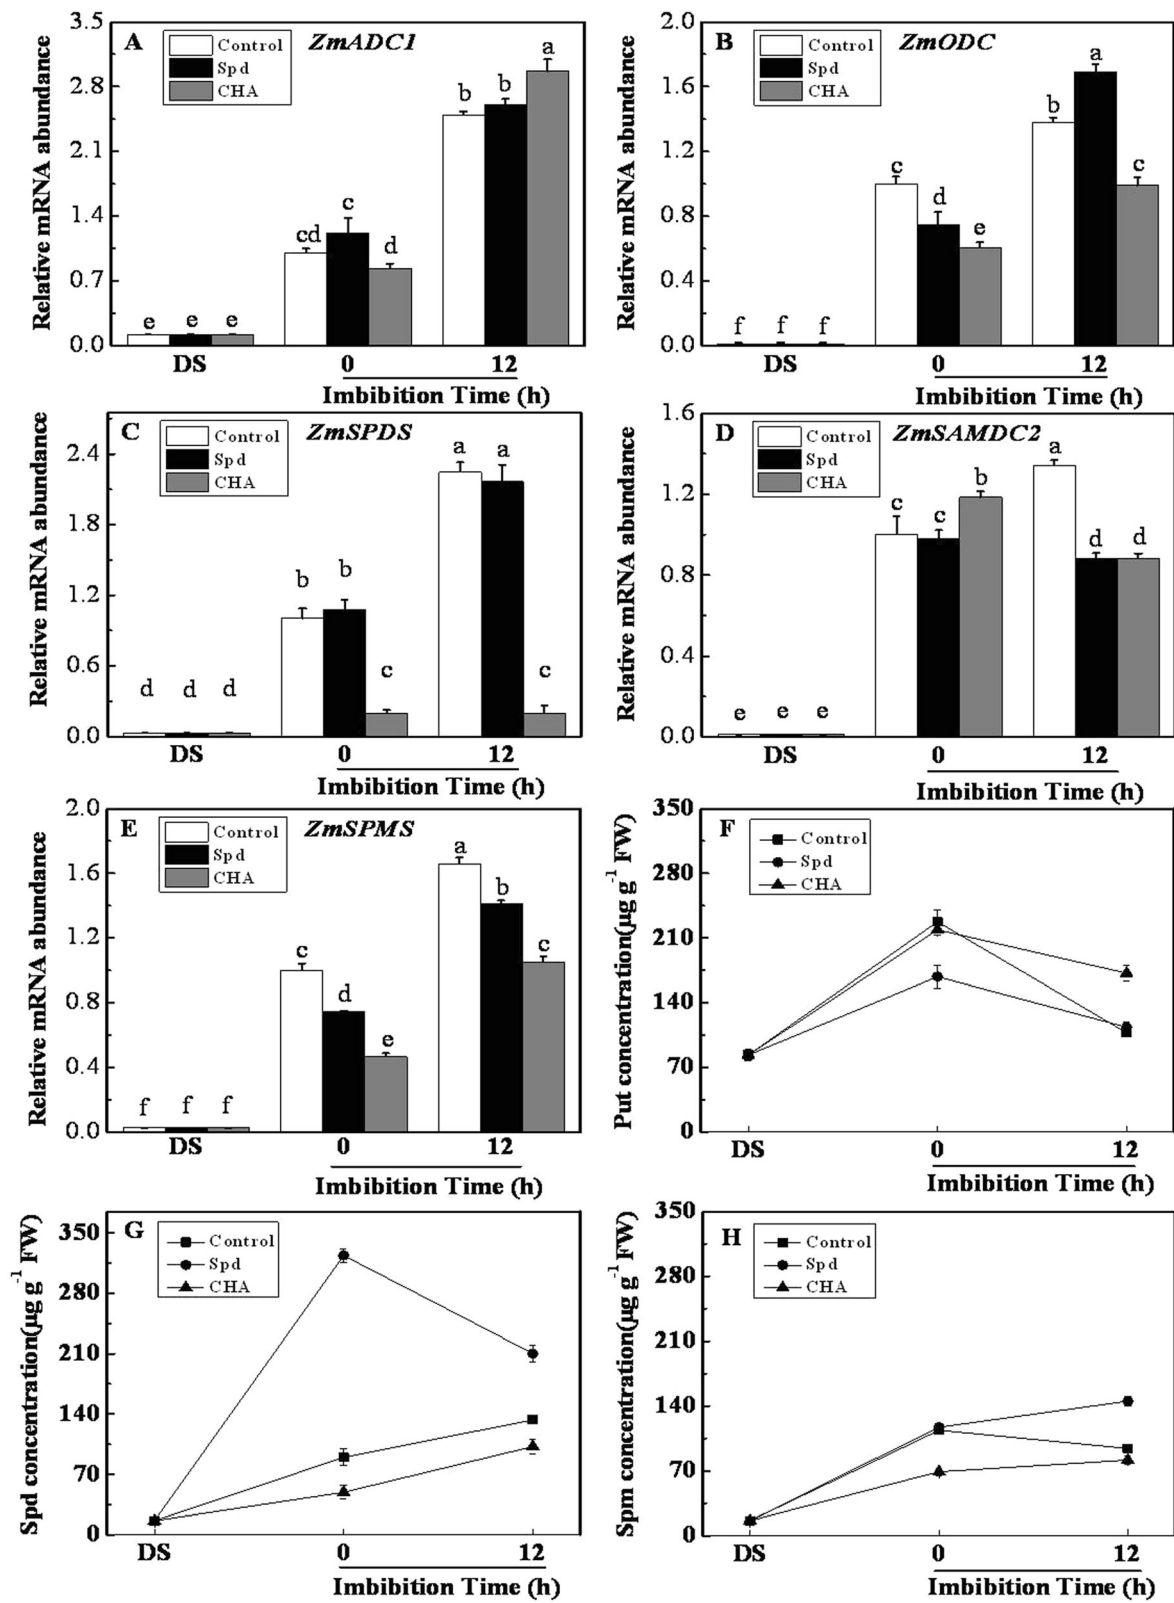 A ZmADC1
Control
Spd
CHA
Relative mRNA abundance
3.5
2.8
2.1
1.4
0.7
0.0
e e e cd c d b b a
DS 0 12
Imbibition Time (h)
B ZmODC
Control
Spd
CHA
Relative mRNA abundance
2.0
1.6
1.2
0.8
0.4
0.0
f f f c d e b a c
DS 0 12
Imbibition Time (h)
C ZmSPDS
Control
Spd
CHA
Relative mRNA abundance
2.4
1.8
1.2
0.6
0.0
d d d b b c a a c
DS 0 12
Imbibition Time (h)
D ZmSAMDC2
Control
Spd
CHA
Relative mRNA abundance
1.6
1.2
0.8
0.4
0.0
e e e c c b a d d
DS 0 12
Imbibition Time (h)
E ZmSPMS
Control
Spd
CHA
Relative mRNA abundance
2.0
1.6
1.2
0.8
0.4
0.0
f f f c d e a b c
DS 0 12
Imbibition Time (h)
F
Control
Spd
CHA
Put concentration(µg g⁻¹ FW)
350
280
210
140
70
0
DS 0 12
Imbibition Time (h)
G
Control
Spd
CHA
Spd concentration(µg g⁻¹ FW)
350
280
210
140
70
0
DS 0 12
Imbibition Time (h)
H
Control
Spd
CHA
Spm concentration(µg g⁻¹ FW)
350
280
210
140
70
0
DS 0 12
Imbibition Time (h)